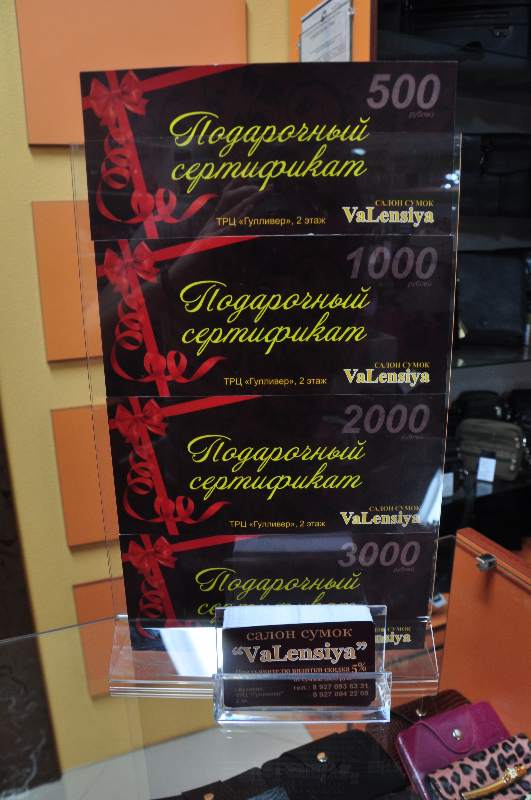 500
рублей
Подарочный
сертификат
САЛОН СУМОК
ТРЦ «Гулливер», 2 этаж
VaLensiya
1000
рублей
Подарочный
сертификат
САЛОН СУМОК
ТРЦ «Гулливер», 2 этаж
VaLensiya
2000
рублей
Подарочный
сертификат
САЛОН СУМОК
ТРЦ «Гулливер», 2 этаж
VaLensiya
3000
рублей
Подарочный
салон сумок
“VaLensiya”
скидка 5%
тел.: 8 927 093 63 31
8 927 094 22 08